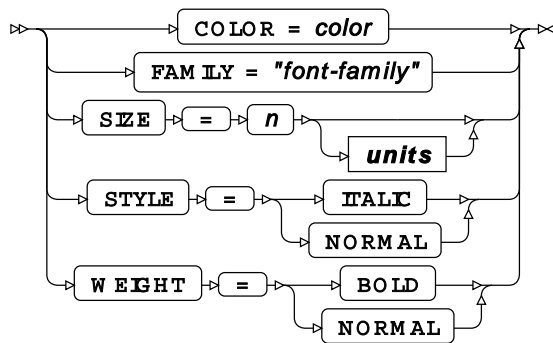 COLOR = color
FAMILY = "font-family"
SIZE = n
units
STYLE = ITALIC
NORMAL
WEIGHT = BOLD
NORMAL